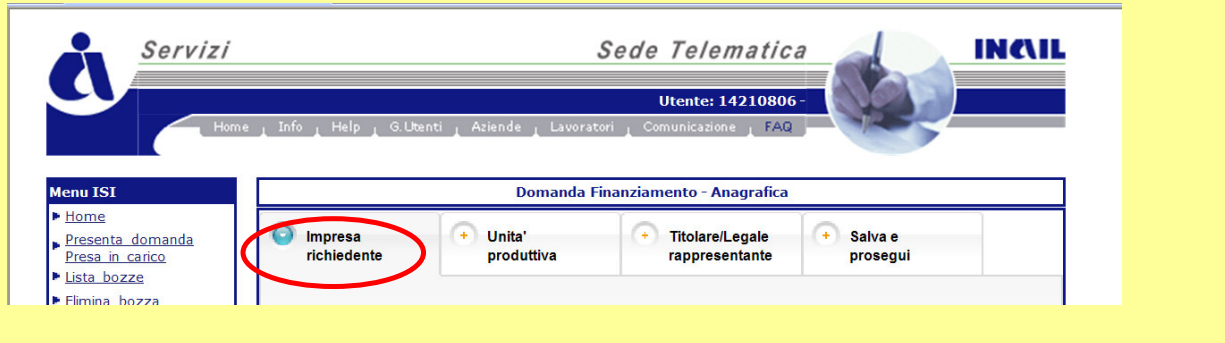 Servizi
Sede Telematica
INAIL
Utente: 14210806 -
Home Info Help G.Utenti Aziende Lavoratori Comunicazione FAQ
Menu ISI
Home
Presenta domanda
Presa in carico
Lista bozze
Elimina bozza
Domanda Finanziamento - Anagrafica
Impresa
richiedente
Unita'
produttiva
Titolare/Legale
rappresentante
Salva e
prosegui